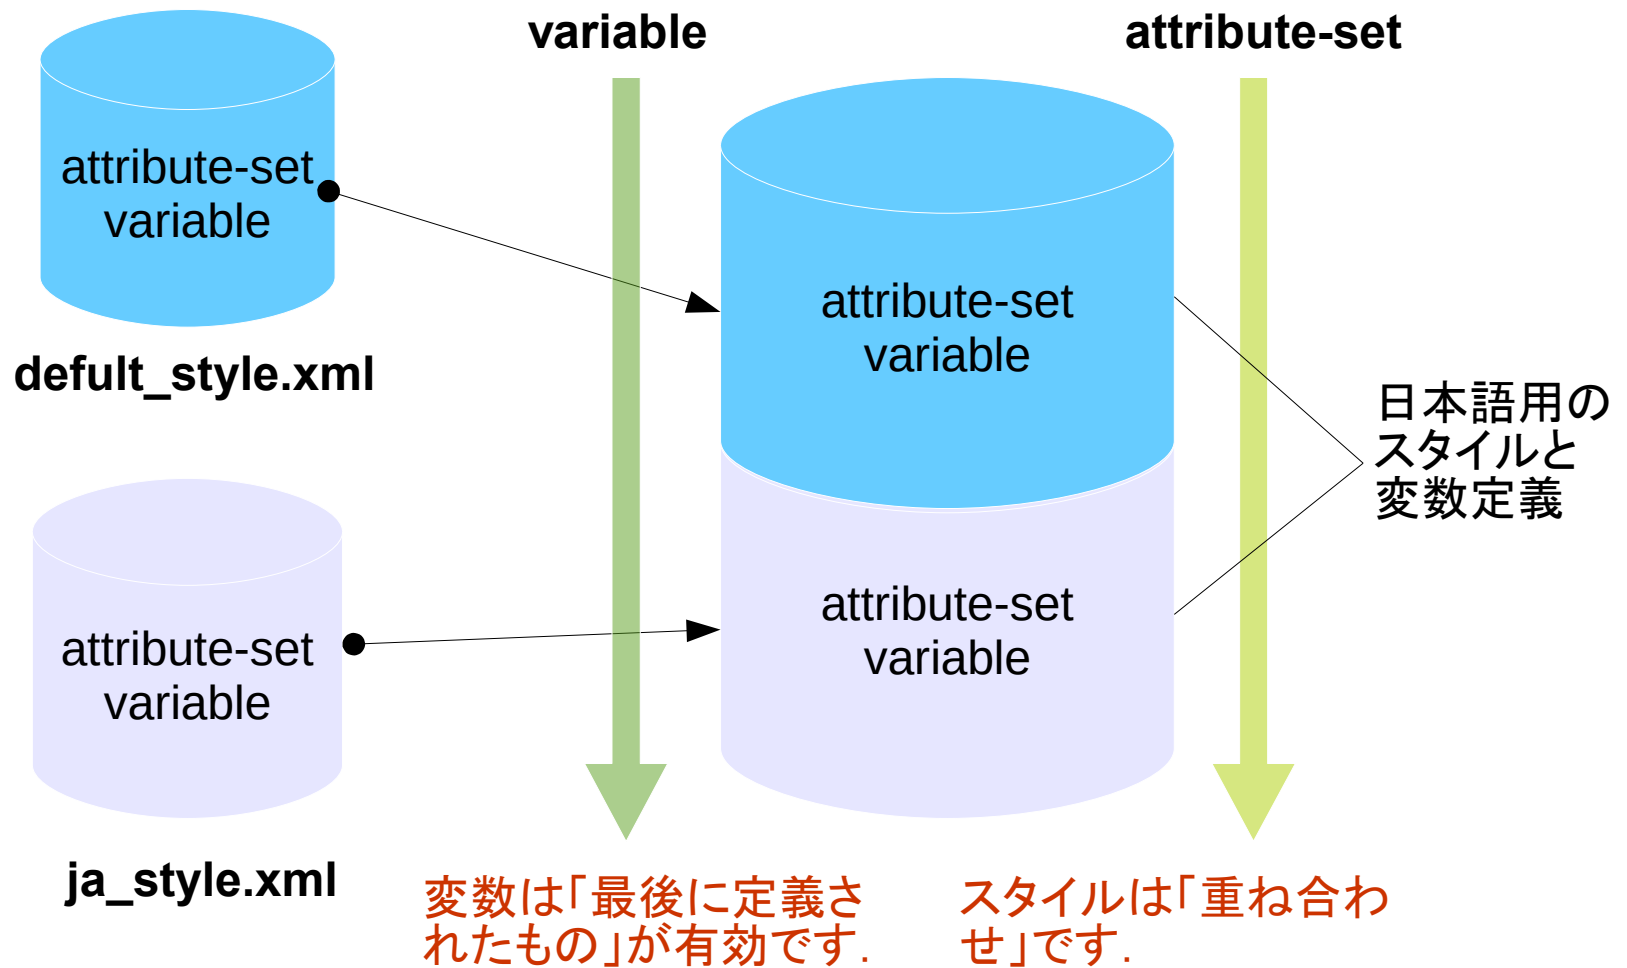 variable
attribute-set
attribute-set
variable
defult_style.xml
attribute-set
variable
attribute-set
variable
attribute-set
variable
日本語用の
スタイルと
変数定義
ja_style.xml
変数は「最後に定義さ
れたもの」が有効です.
スタイルは「重ね合わ
せ」です.